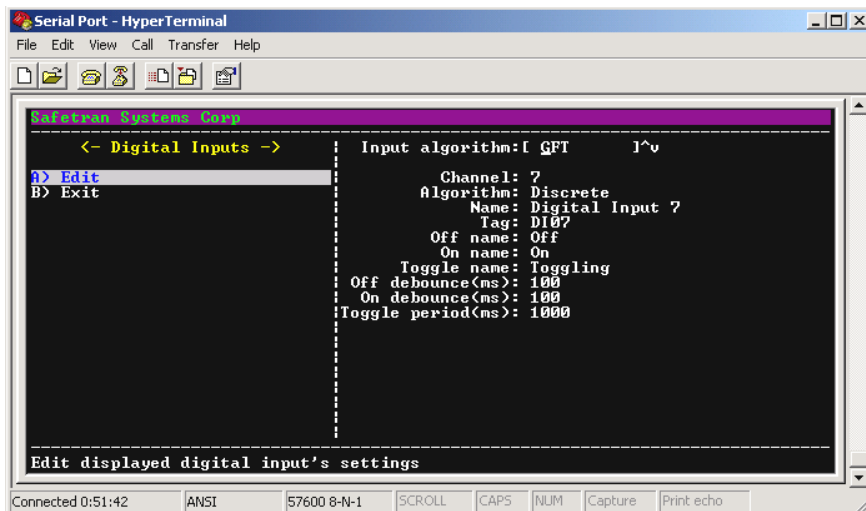 Serial Port - HyperTerminal
File Edit View Call Transfer Help
Safetran Systems Corp
<- Digital Inputs ->
A) Edit
B) Exit
Input algorithm:[ GFT ]^v
Channel: 7
Algorithm: Discrete
Name: Digital Input 7
Tag: DI07
Off name: Off
On name: On
Toggle name: Toggling
Off debounce(ms): 100
On debounce(ms): 100
Toggle period(ms): 1000
Edit displayed digital input's settings
Connected 0:51:42 ANSI 57600 8-N-1 SCROLL CAPS NUM Capture Print echo